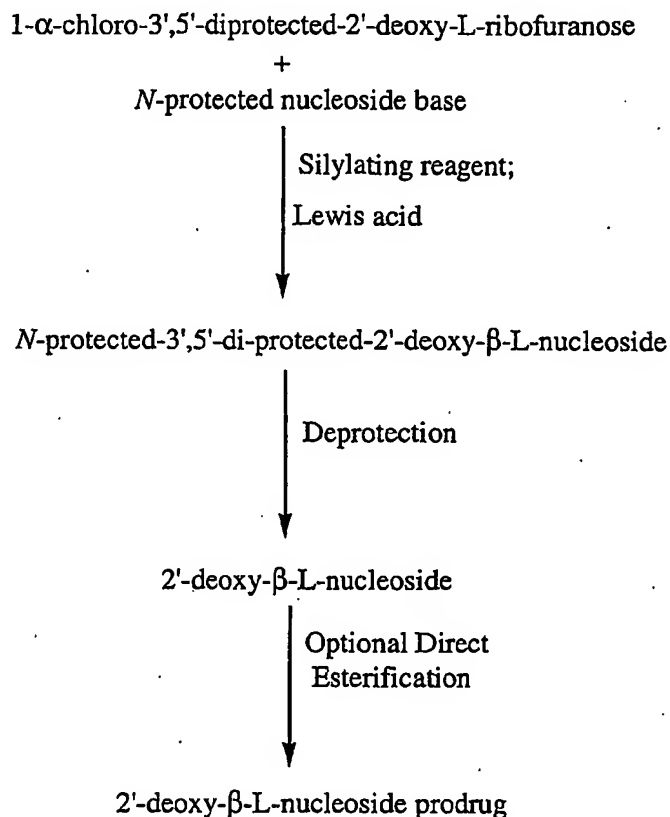 1-α-chloro-3',5'-diprotected-2'-deoxy-L-ribofuranose
+
N-protected nucleoside base
Silylating reagent;
Lewis acid
N-protected-3',5'-di-protected-2'-deoxy-β-L-nucleoside
Deprotection
2'-deoxy-β-L-nucleoside
Optional Direct
Esterification
2'-deoxy-β-L-nucleoside prodrug